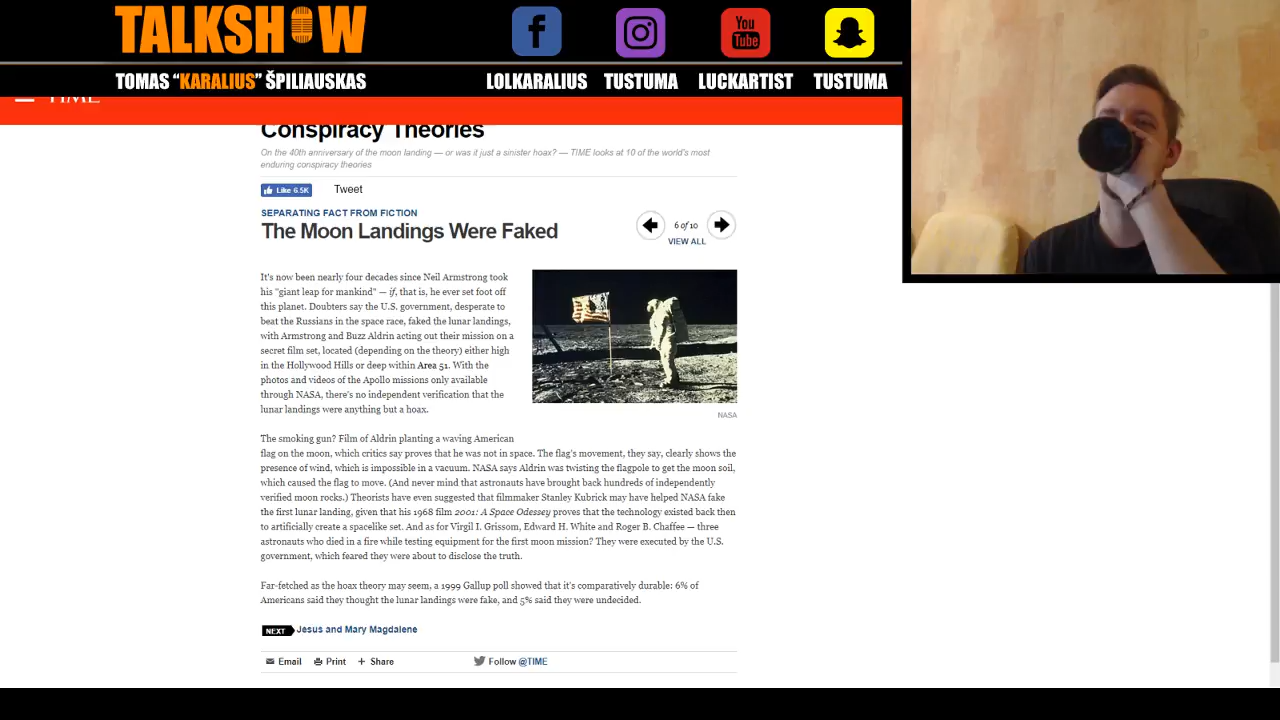 TALKSHOW
TOMAS “KARALIUS” ŠPILIAUSKAS
You
Tube
LOLKARALIUS TUSTUMA LUCKARTIST TUSTUMA
TIME
Conspiracy Theories
On the 40th anniversary of the moon landing — or was it just a sinister hoax? — TIME looks at 10 of the world's most
enduring conspiracy theories
Like 6.5K Tweet
SEPARATING FACT FROM FICTION
The Moon Landings Were Faked
6 of 10
VIEW ALL
It's now been nearly four decades since Neil Armstrong took
his "giant leap for mankind" — if, that is, he ever set foot off
this planet. Doubters say the U.S. government, desperate to
beat the Russians in the space race, faked the lunar landings,
with Armstrong and Buzz Aldrin acting out their mission on a
secret film set, located (depending on the theory) either high
in the Hollywood Hills or deep within Area 51. With the
photos and videos of the Apollo missions only available
through NASA, there's no independent verification that the
lunar landings were anything but a hoax.
NASA
The smoking gun? Film of Aldrin planting a waving American
flag on the moon, which critics say proves that he was not in space. The flag's movement, they say, clearly shows the
presence of wind, which is impossible in a vacuum. NASA says Aldrin was twisting the flagpole to get the moon soil,
which caused the flag to move. (And never mind that astronauts have brought back hundreds of independently
verified moon rocks.) Theorists have even suggested that filmmaker Stanley Kubrick may have helped NASA fake
the first lunar landing, given that his 1968 film 2001: A Space Odessey proves that the technology existed back then
to artificially create a spacelike set. And as for Virgil I. Grissom, Edward H. White and Roger B. Chaffee — three
astronauts who died in a fire while testing equipment for the first moon mission? They were executed by the U.S.
government, which feared they were about to disclose the truth.
Far-fetched as the hoax theory may seem, a 1999 Gallup poll showed that it's comparatively durable: 6% of
Americans said they thought the lunar landings were fake, and 5% said they were undecided.
NEXT Jesus and Mary Magdalene
Email Print + Share Follow @TIME